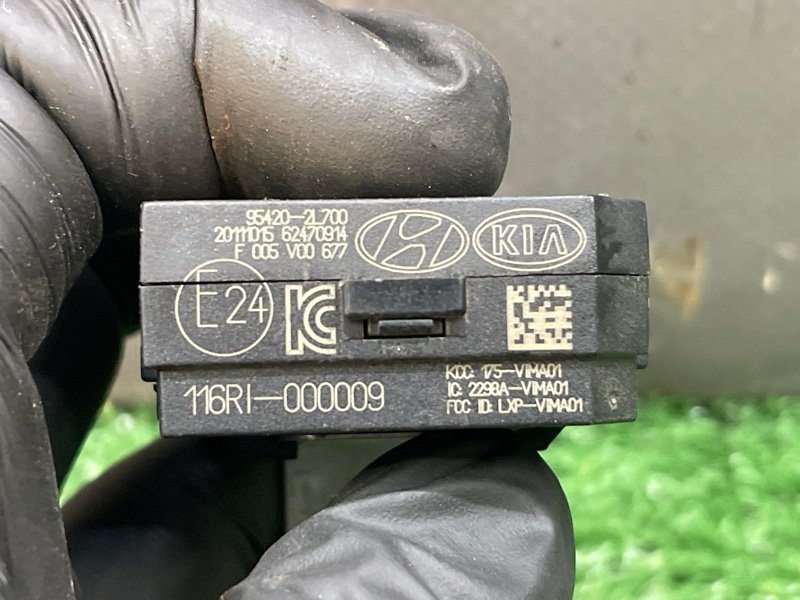 95420-2L700
20111015 62470914
F 005 V00 677
KIA
E24
KC
116RI-000009
KCC: 175-VIMA01
IC: 2298A-VIMA01
FCC ID: LXP-VIMA01